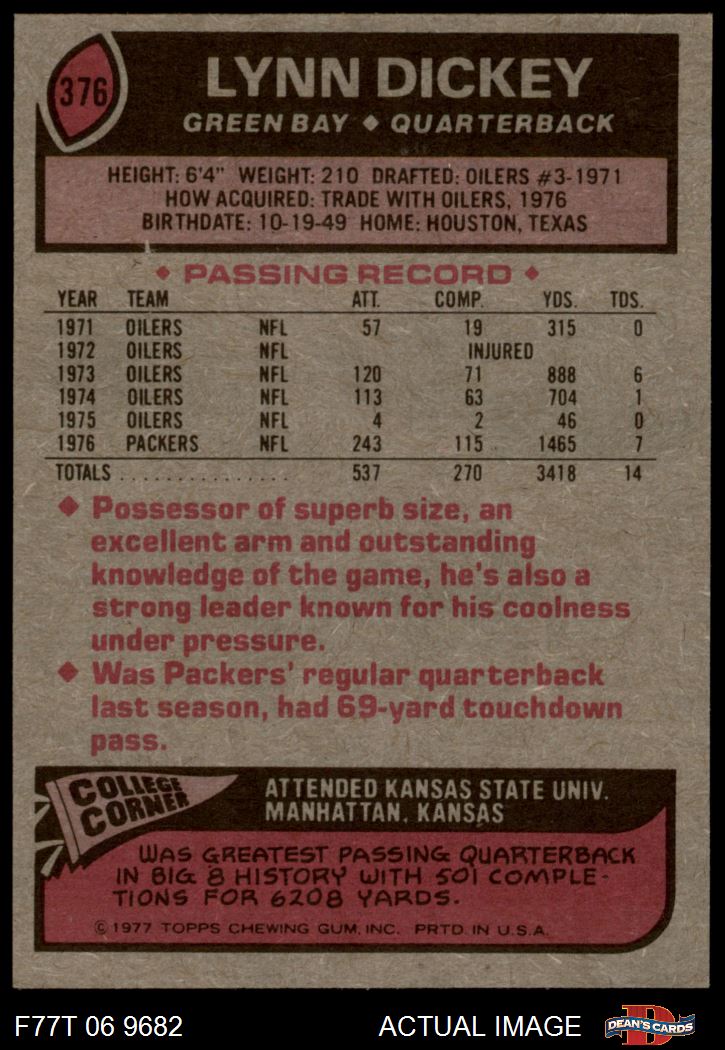 376
LYNN DICKEY
GREEN BAY ◆ QUARTERBACK
HEIGHT: 6'4" WEIGHT: 210 DRAFTED: OILERS #3-1971
HOW ACQUIRED: TRADE WITH OILERS, 1976
BIRTHDATE: 10-19-49 HOME: HOUSTON, TEXAS
◆ PASSING RECORD ◆
YEAR TEAM ATT. COMP. YDS. TDS.
1971 OILERS NFL 57 19 315 0
1972 OILERS NFL INJURED
1973 OILERS NFL 120 71 888 6
1974 OILERS NFL 113 63 704 1
1975 OILERS NFL 4 2 46 0
1976 PACKERS NFL 243 115 1465 7
TOTALS . . . . . . . . . . . . . . . . 537 270 3418 14
◆ Possessor of superb size, an
excellent arm and outstanding
knowledge of the game, he's also a
strong leader known for his coolness
under pressure.
◆ Was Packers' regular quarterback
last season, had 69-yard touchdown
pass.
COLLEGE
CORNER
ATTENDED KANSAS STATE UNIV.
MANHATTAN, KANSAS
WAS GREATEST PASSING QUARTERBACK
IN BIG 8 HISTORY WITH 501 COMPLE-
TIONS FOR 6208 YARDS.
© 1977 TOPPS CHEWING GUM, INC. PRTD. IN U.S.A.
F77T 06 9682 ACTUAL IMAGE
D
DEAN'S CARDS